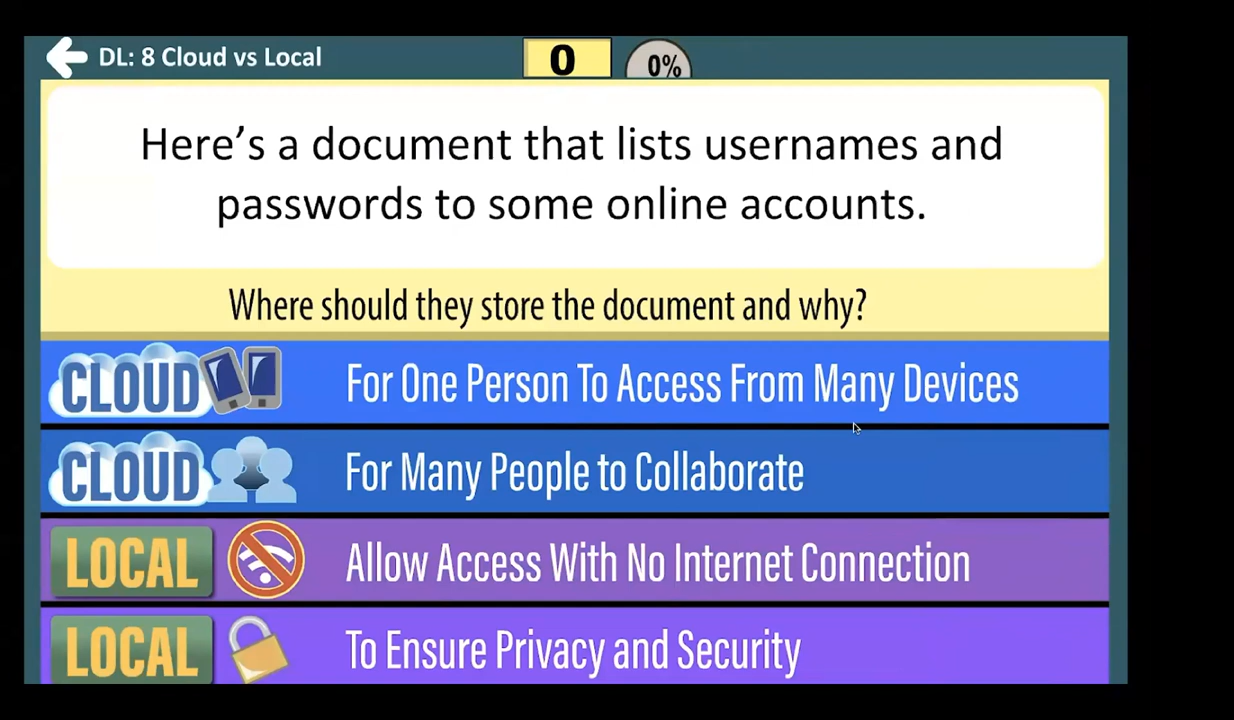 DL: 8 Cloud vs Local
0
0%
Here’s a document that lists usernames and
passwords to some online accounts.
Where should they store the document and why?
CLOUD For One Person To Access From Many Devices
CLOUD For Many People to Collaborate
LOCAL Allow Access With No Internet Connection
LOCAL To Ensure Privacy and Security